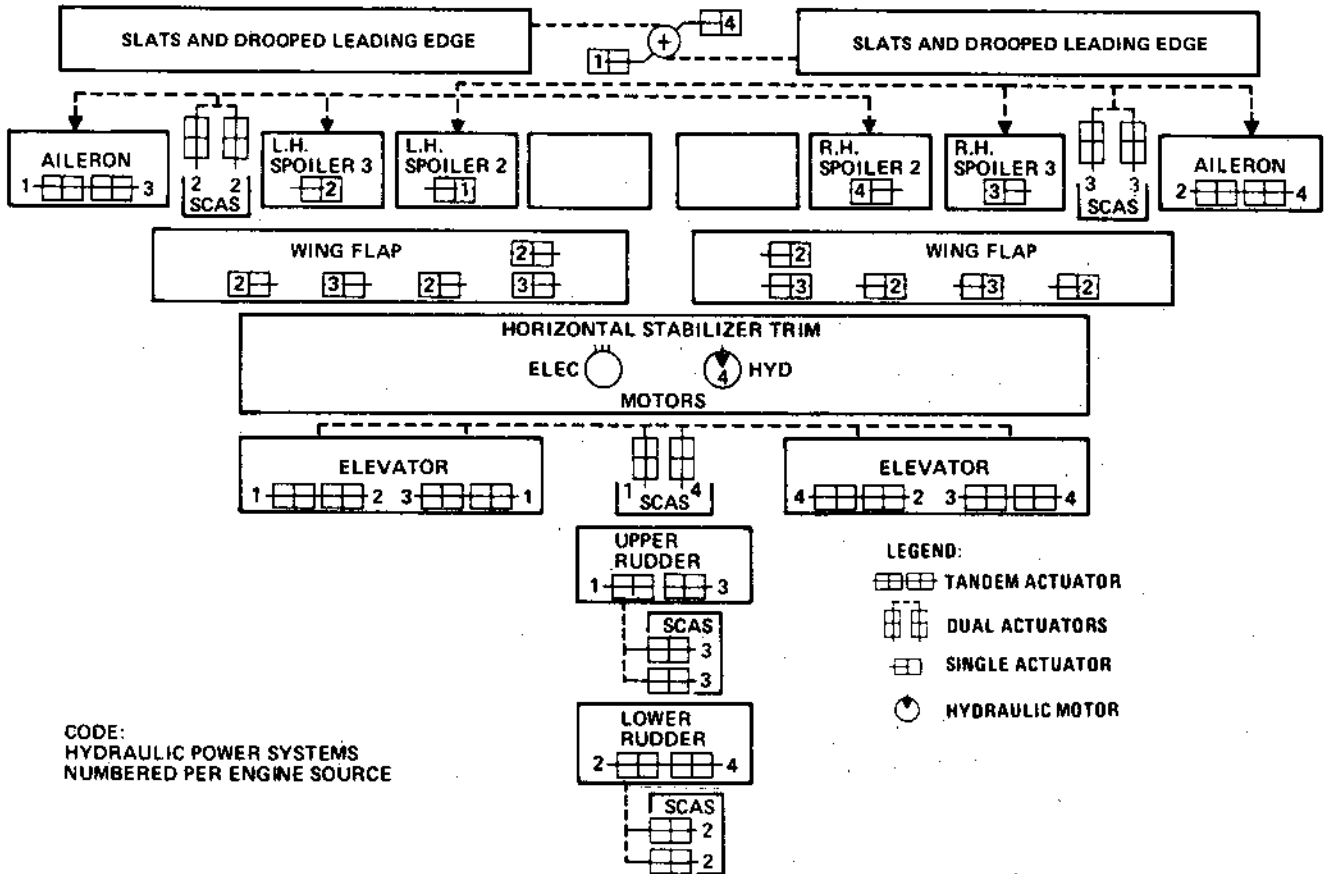 4
SLATS AND DROOPED LEADING EDGE
+
SLATS AND DROOPED LEADING EDGE
1
AILERON
1 3
2 2
SCAS
L.H.
SPOILER 3
2
L.H.
SPOILER 2
1
R.H.
SPOILER 2
4
R.H.
SPOILER 3
3
3 3
SCAS
AILERON
2 4
WING FLAP
2
2 3 2 3
WING FLAP
2
3 2 3 2
HORIZONTAL STABILIZER TRIM
ELEC
4
HYD
MOTORS
ELEVATOR
1 2 3 1
1 4
SCAS
ELEVATOR
4 2 3 4
UPPER
RUDDER
1 3
SCAS
3
3
LOWER
RUDDER
2 4
SCAS
2
2
LEGEND:
TANDEM ACTUATOR
DUAL ACTUATORS
SINGLE ACTUATOR
HYDRAULIC MOTOR
CODE:
HYDRAULIC POWER SYSTEMS
NUMBERED PER ENGINE SOURCE